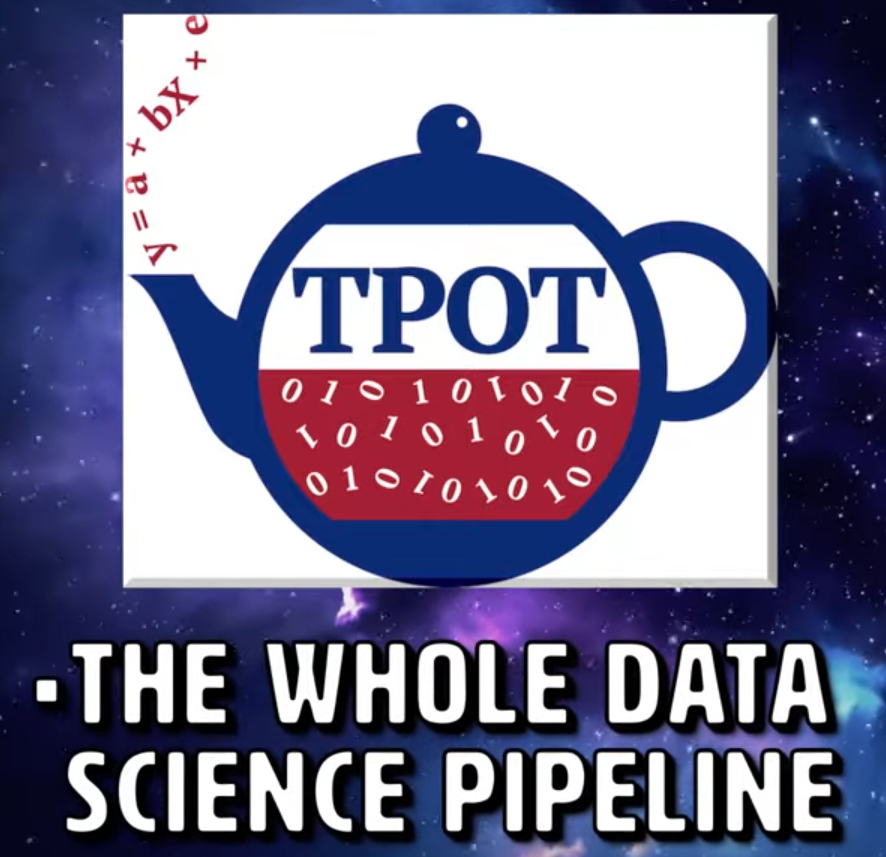 y = a + bX + e
TPOT
0 1 0 1 0 1 0 1 0
1 0 1 0 1 0 1 0
0 1 0 1 0 1 0 1 0
·THE WHOLE DATA
SCIENCE PIPELINE